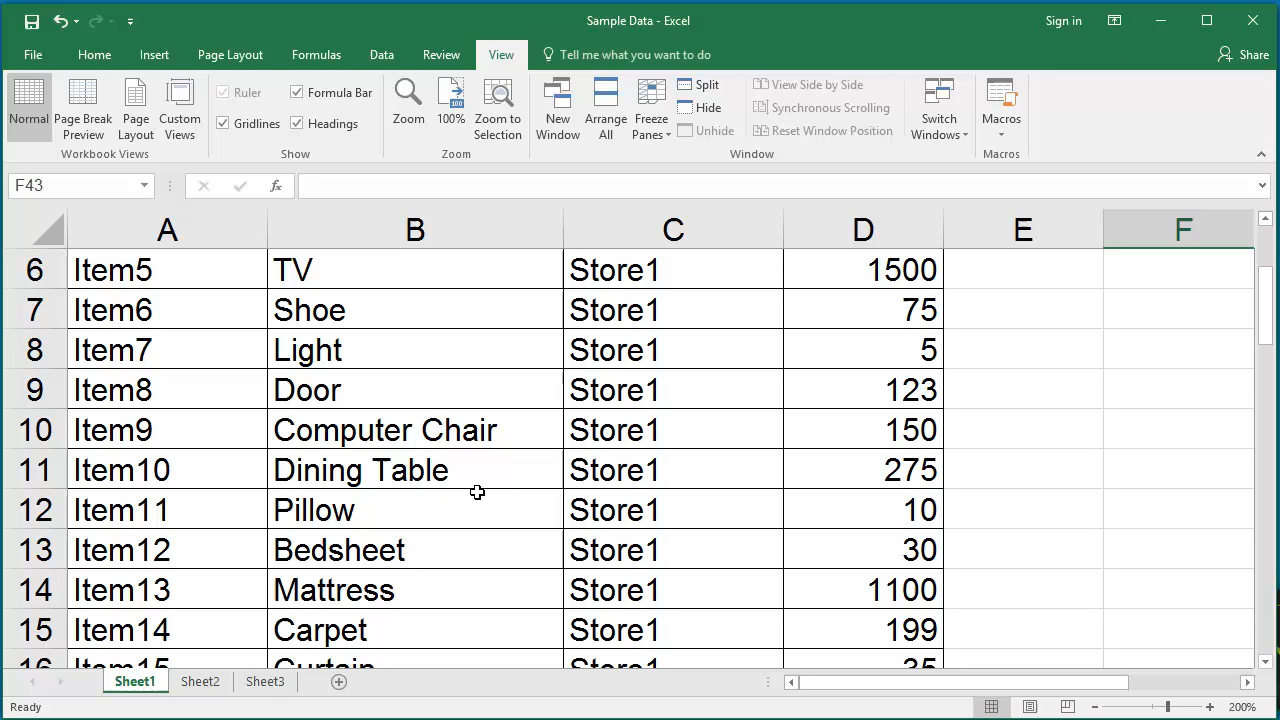 Sample Data - Excel
Sign in
File Home Insert Page Layout Formulas Data Review View Tell me what you want to do Share
Normal
Page Break Preview
Page Layout
Custom Views
Workbook Views
Ruler
Formula Bar
Gridlines
Headings
Show
Zoom
100
100%
Zoom to Selection
Zoom
New Window
Arrange All
Freeze Panes
Split
Hide
Unhide
View Side by Side
Synchronous Scrolling
Reset Window Position
Switch Windows
Window
Macros
Macros
F43
fx
A B C D E F
6 Item5 TV Store1 1500
7 Item6 Shoe Store1 75
8 Item7 Light Store1 5
9 Item8 Door Store1 123
10 Item9 Computer Chair Store1 150
11 Item10 Dining Table Store1 275
12 Item11 Pillow Store1 10
13 Item12 Bedsheet Store1 30
14 Item13 Mattress Store1 1100
15 Item14 Carpet Store1 199
16 Item15 Curtain Store1 35
Sheet1 Sheet2 Sheet3
Ready
200%